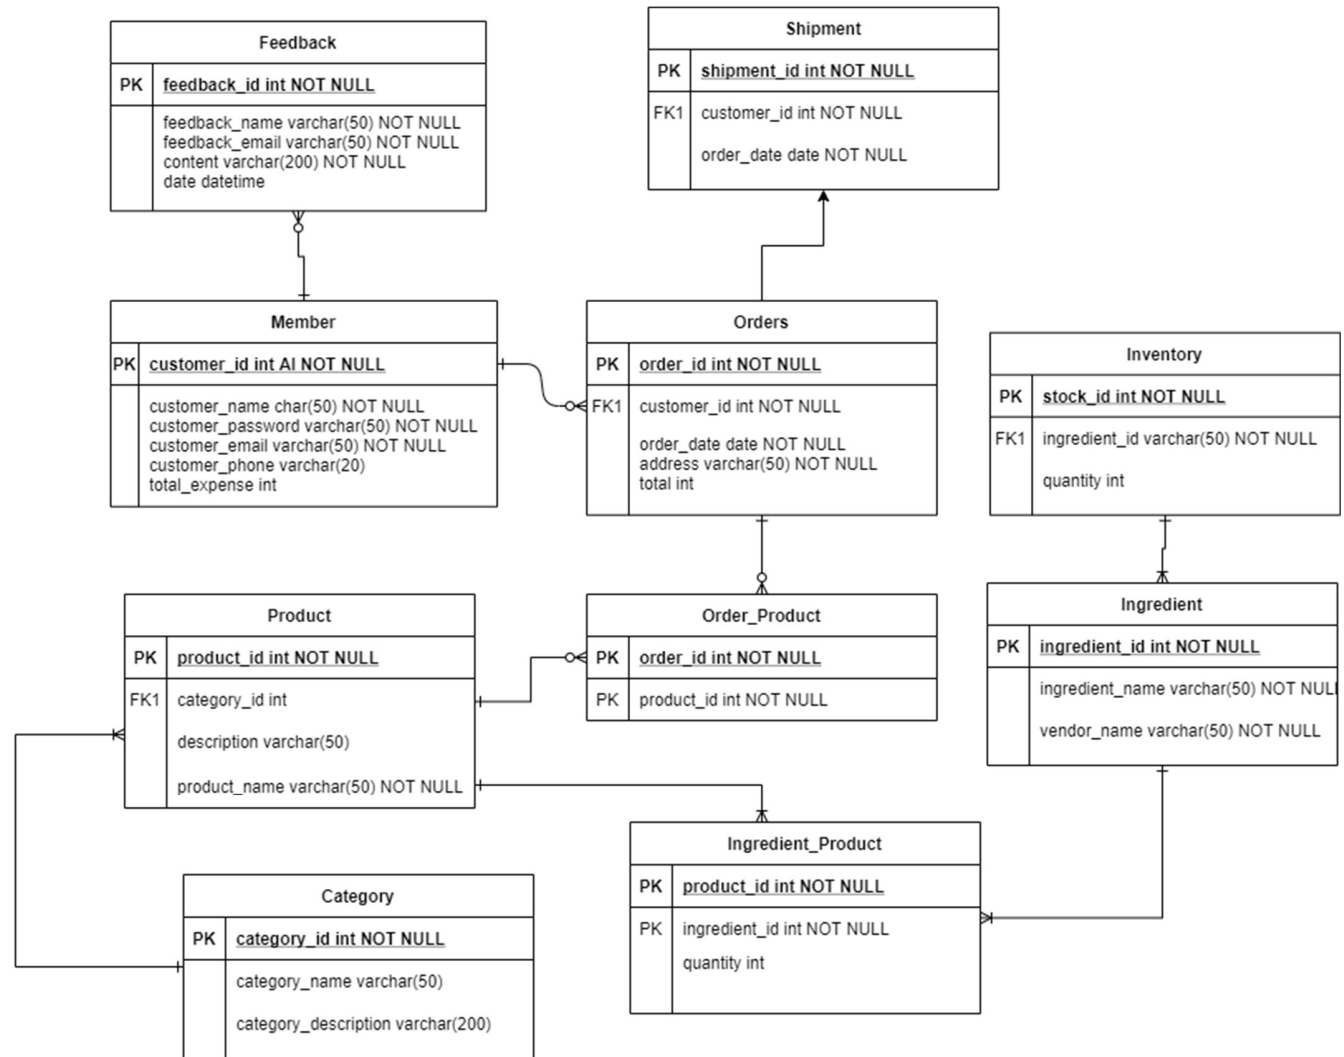 Feedback
PK feedback_id int NOT NULL
feedback_name varchar(50) NOT NULL
feedback_email varchar(50) NOT NULL
content varchar(200) NOT NULL
date datetime
Shipment
PK shipment_id int NOT NULL
FK1 customer_id int NOT NULL
order_date date NOT NULL
Member
PK customer_id int AI NOT NULL
customer_name char(50) NOT NULL
customer_password varchar(50) NOT NULL
customer_email varchar(50) NOT NULL
customer_phone varchar(20)
total_expense int
Orders
PK order_id int NOT NULL
FK1 customer_id int NOT NULL
order_date date NOT NULL
address varchar(50) NOT NULL
total int
Inventory
PK stock_id int NOT NULL
FK1 ingredient_id varchar(50) NOT NULL
quantity int
Product
PK product_id int NOT NULL
FK1 category_id int
description varchar(50)
product_name varchar(50) NOT NULL
Order_Product
PK order_id int NOT NULL
PK product_id int NOT NULL
Ingredient
PK ingredient_id int NOT NULL
ingredient_name varchar(50) NOT NULL
vendor_name varchar(50) NOT NULL
Ingredient_Product
PK product_id int NOT NULL
PK ingredient_id int NOT NULL
quantity int
Category
PK category_id int NOT NULL
category_name varchar(50)
category_description varchar(200)